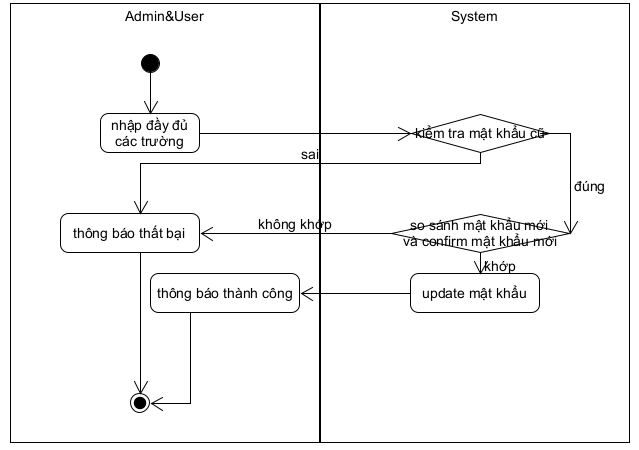 Admin&User
System
nhập đầy đủ
các trường
kiểm tra mật khẩu cũ
sai
đúng
thông báo thất bại
không khớp
so sánh mật khẩu mới
và confirm mật khẩu mới
khớp
thông báo thành công
update mật khẩu